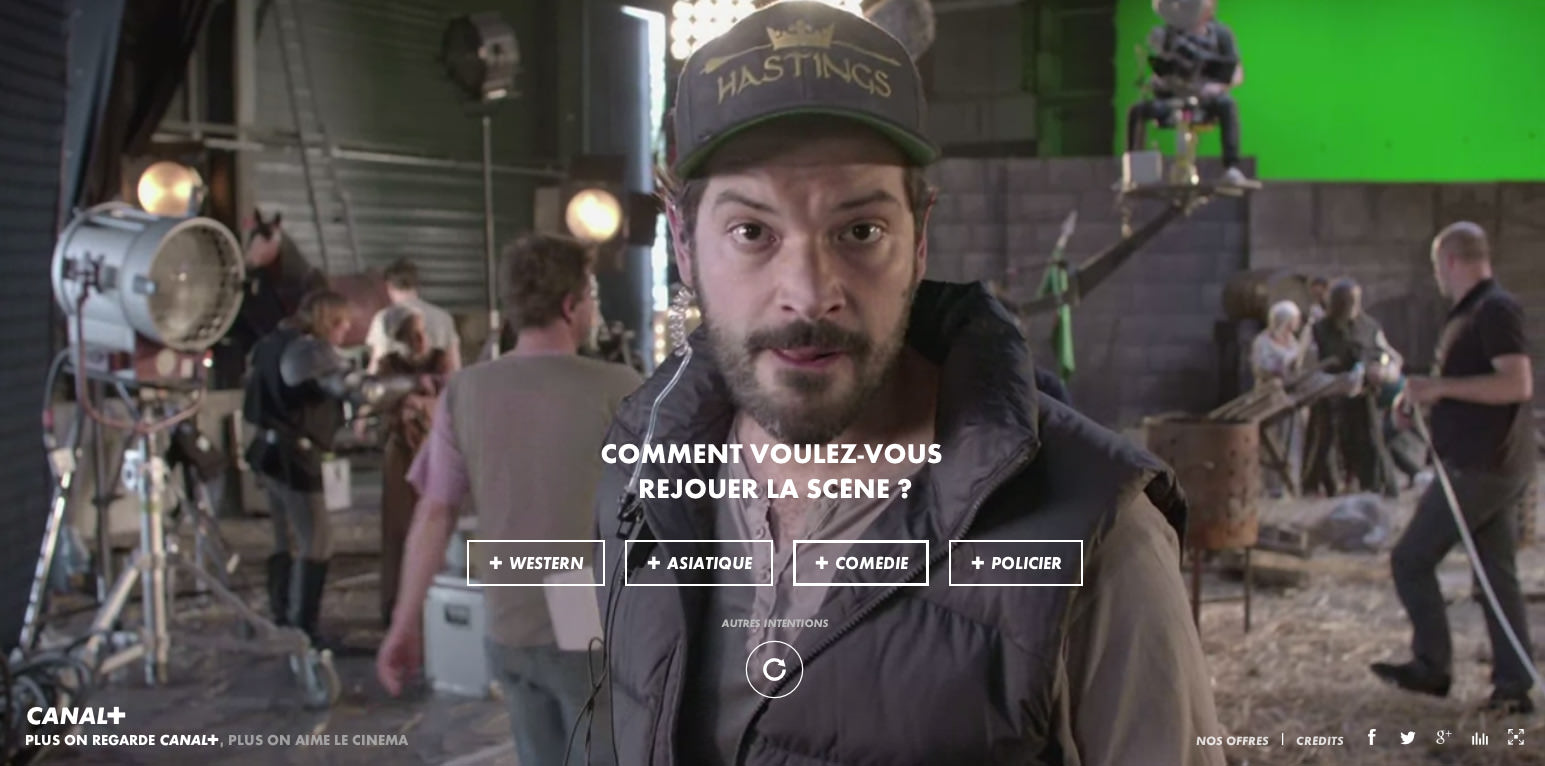 HASTINGS
COMMENT VOULEZ-VOUS
REJOUER LA SCÈNE ?
+ WESTERN
+ ASIATIQUE
+ COMEDIE
+ POLICIER
AUTRES INTENTIONS
CANAL+
PLUS ON REGARDE CANAL+, PLUS ON AIME LE CINEMA
NOS OFFRES | CREDITS f g+